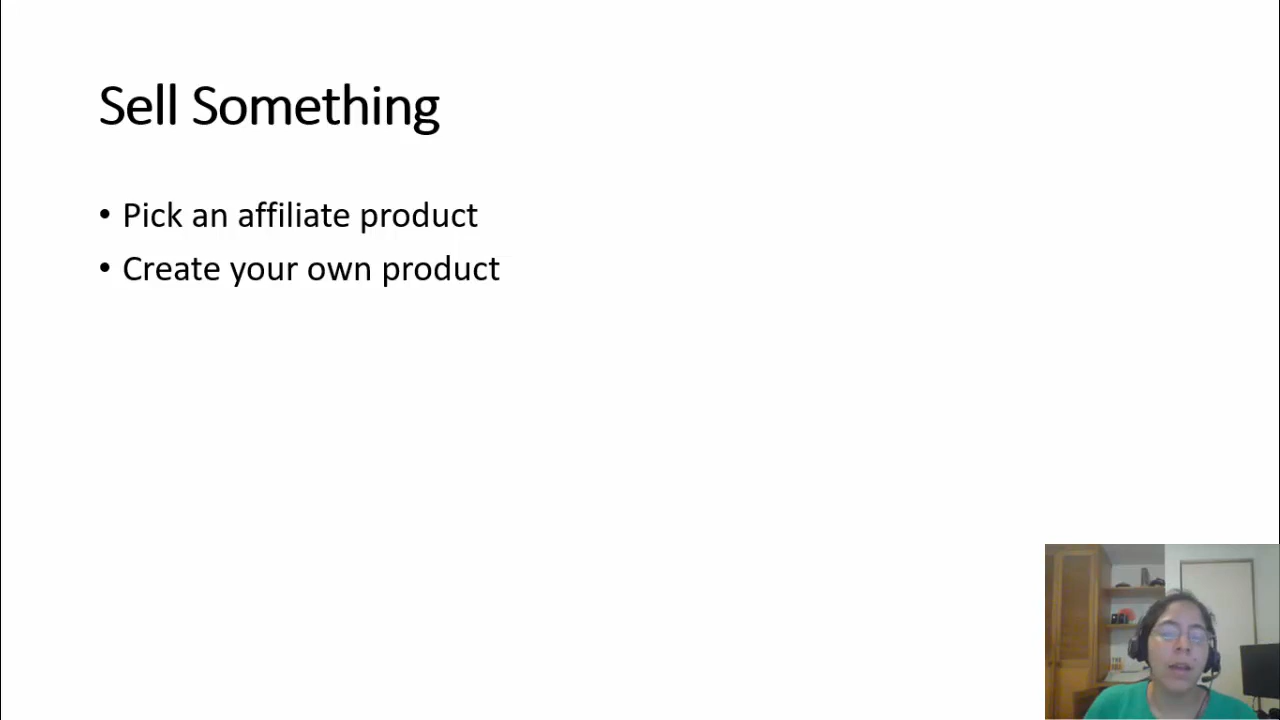 Sell Something
• Pick an affiliate product
• Create your own product